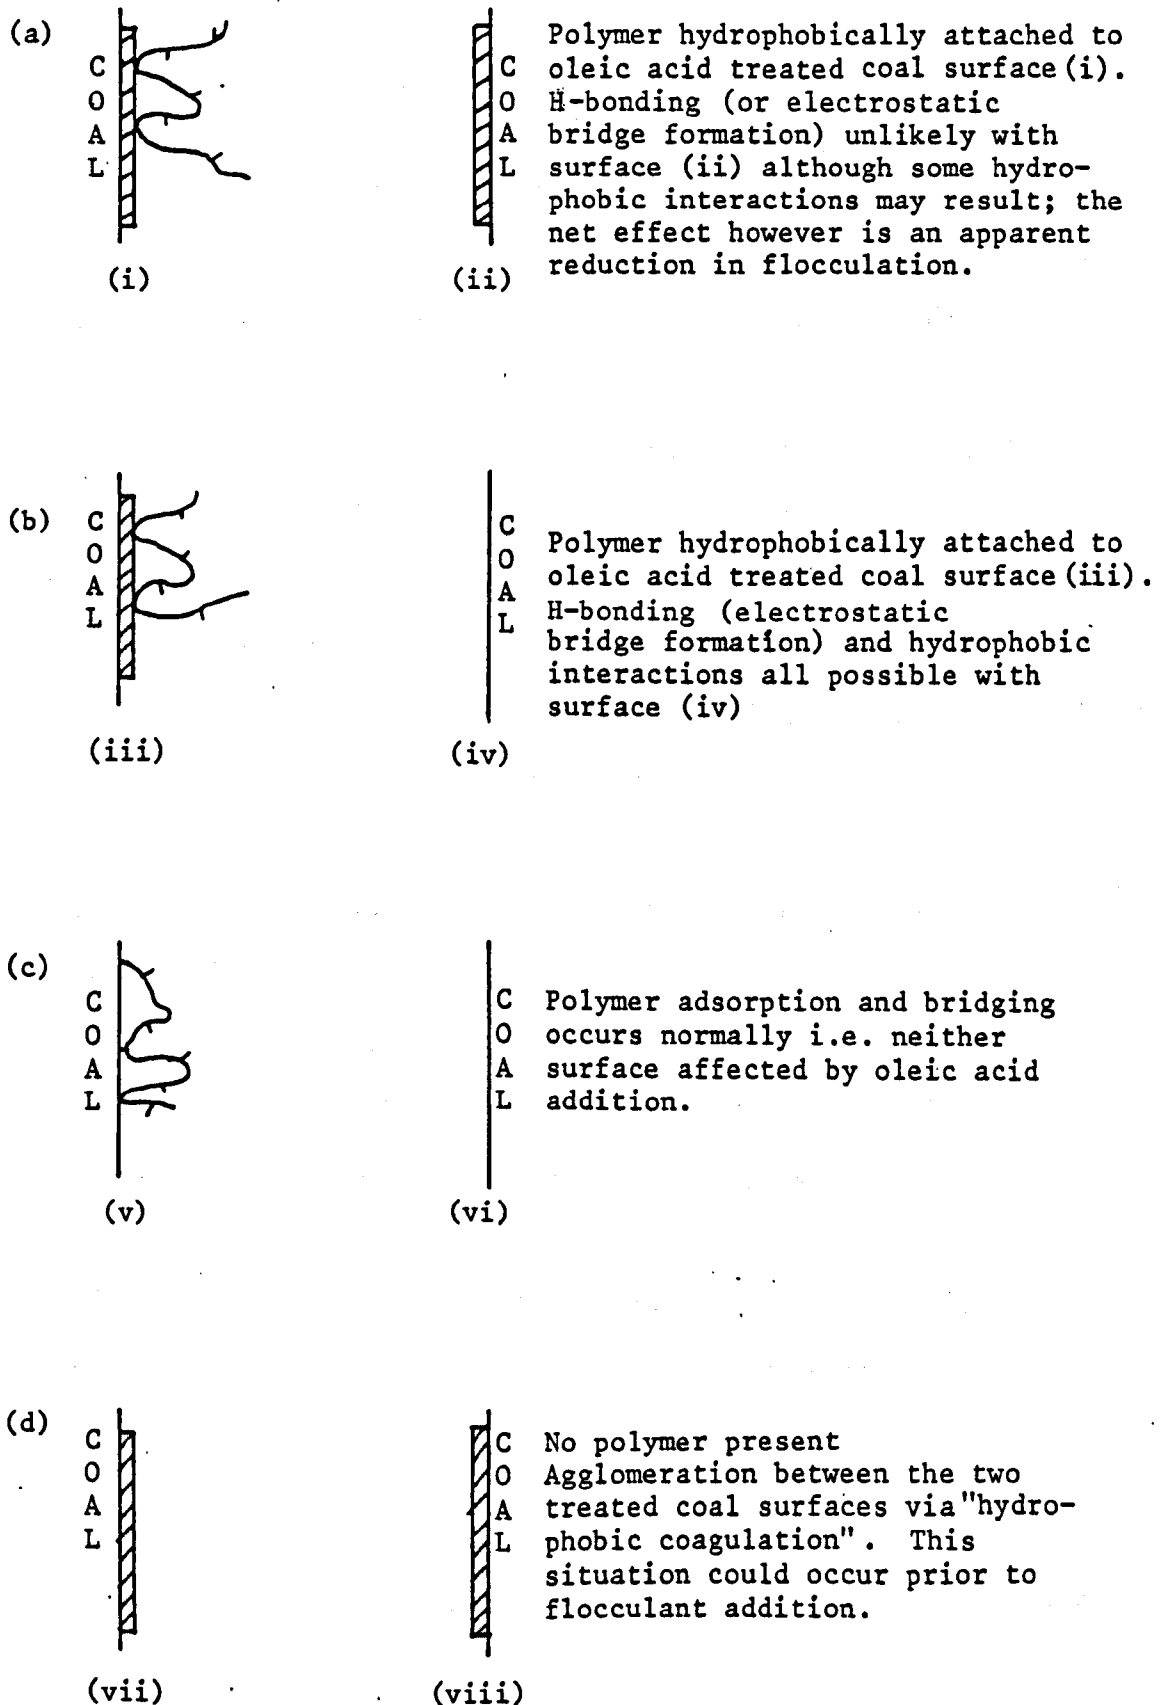 (a)
C
O
A
L
(i)
C
O
A
L
(ii)
Polymer hydrophobically attached to
oleic acid treated coal surface (i).
H-bonding (or electrostatic
bridge formation) unlikely with
surface (ii) although some hydro-
phobic interactions may result; the
net effect however is an apparent
reduction in flocculation.
(b)
C
O
A
L
(iii)
C
O
A
L
(iv)
Polymer hydrophobically attached to
oleic acid treated coal surface (iii).
H-bonding (electrostatic
bridge formation) and hydrophobic
interactions all possible with
surface (iv)
(c)
C
O
A
L
(v)
C
O
A
L
(vi)
Polymer adsorption and bridging
occurs normally i.e. neither
surface affected by oleic acid
addition.
(d)
C
O
A
L
(vii)
C
O
A
L
(viii)
No polymer present
Agglomeration between the two
treated coal surfaces via "hydro-
phobic coagulation". This
situation could occur prior to
flocculant addition.